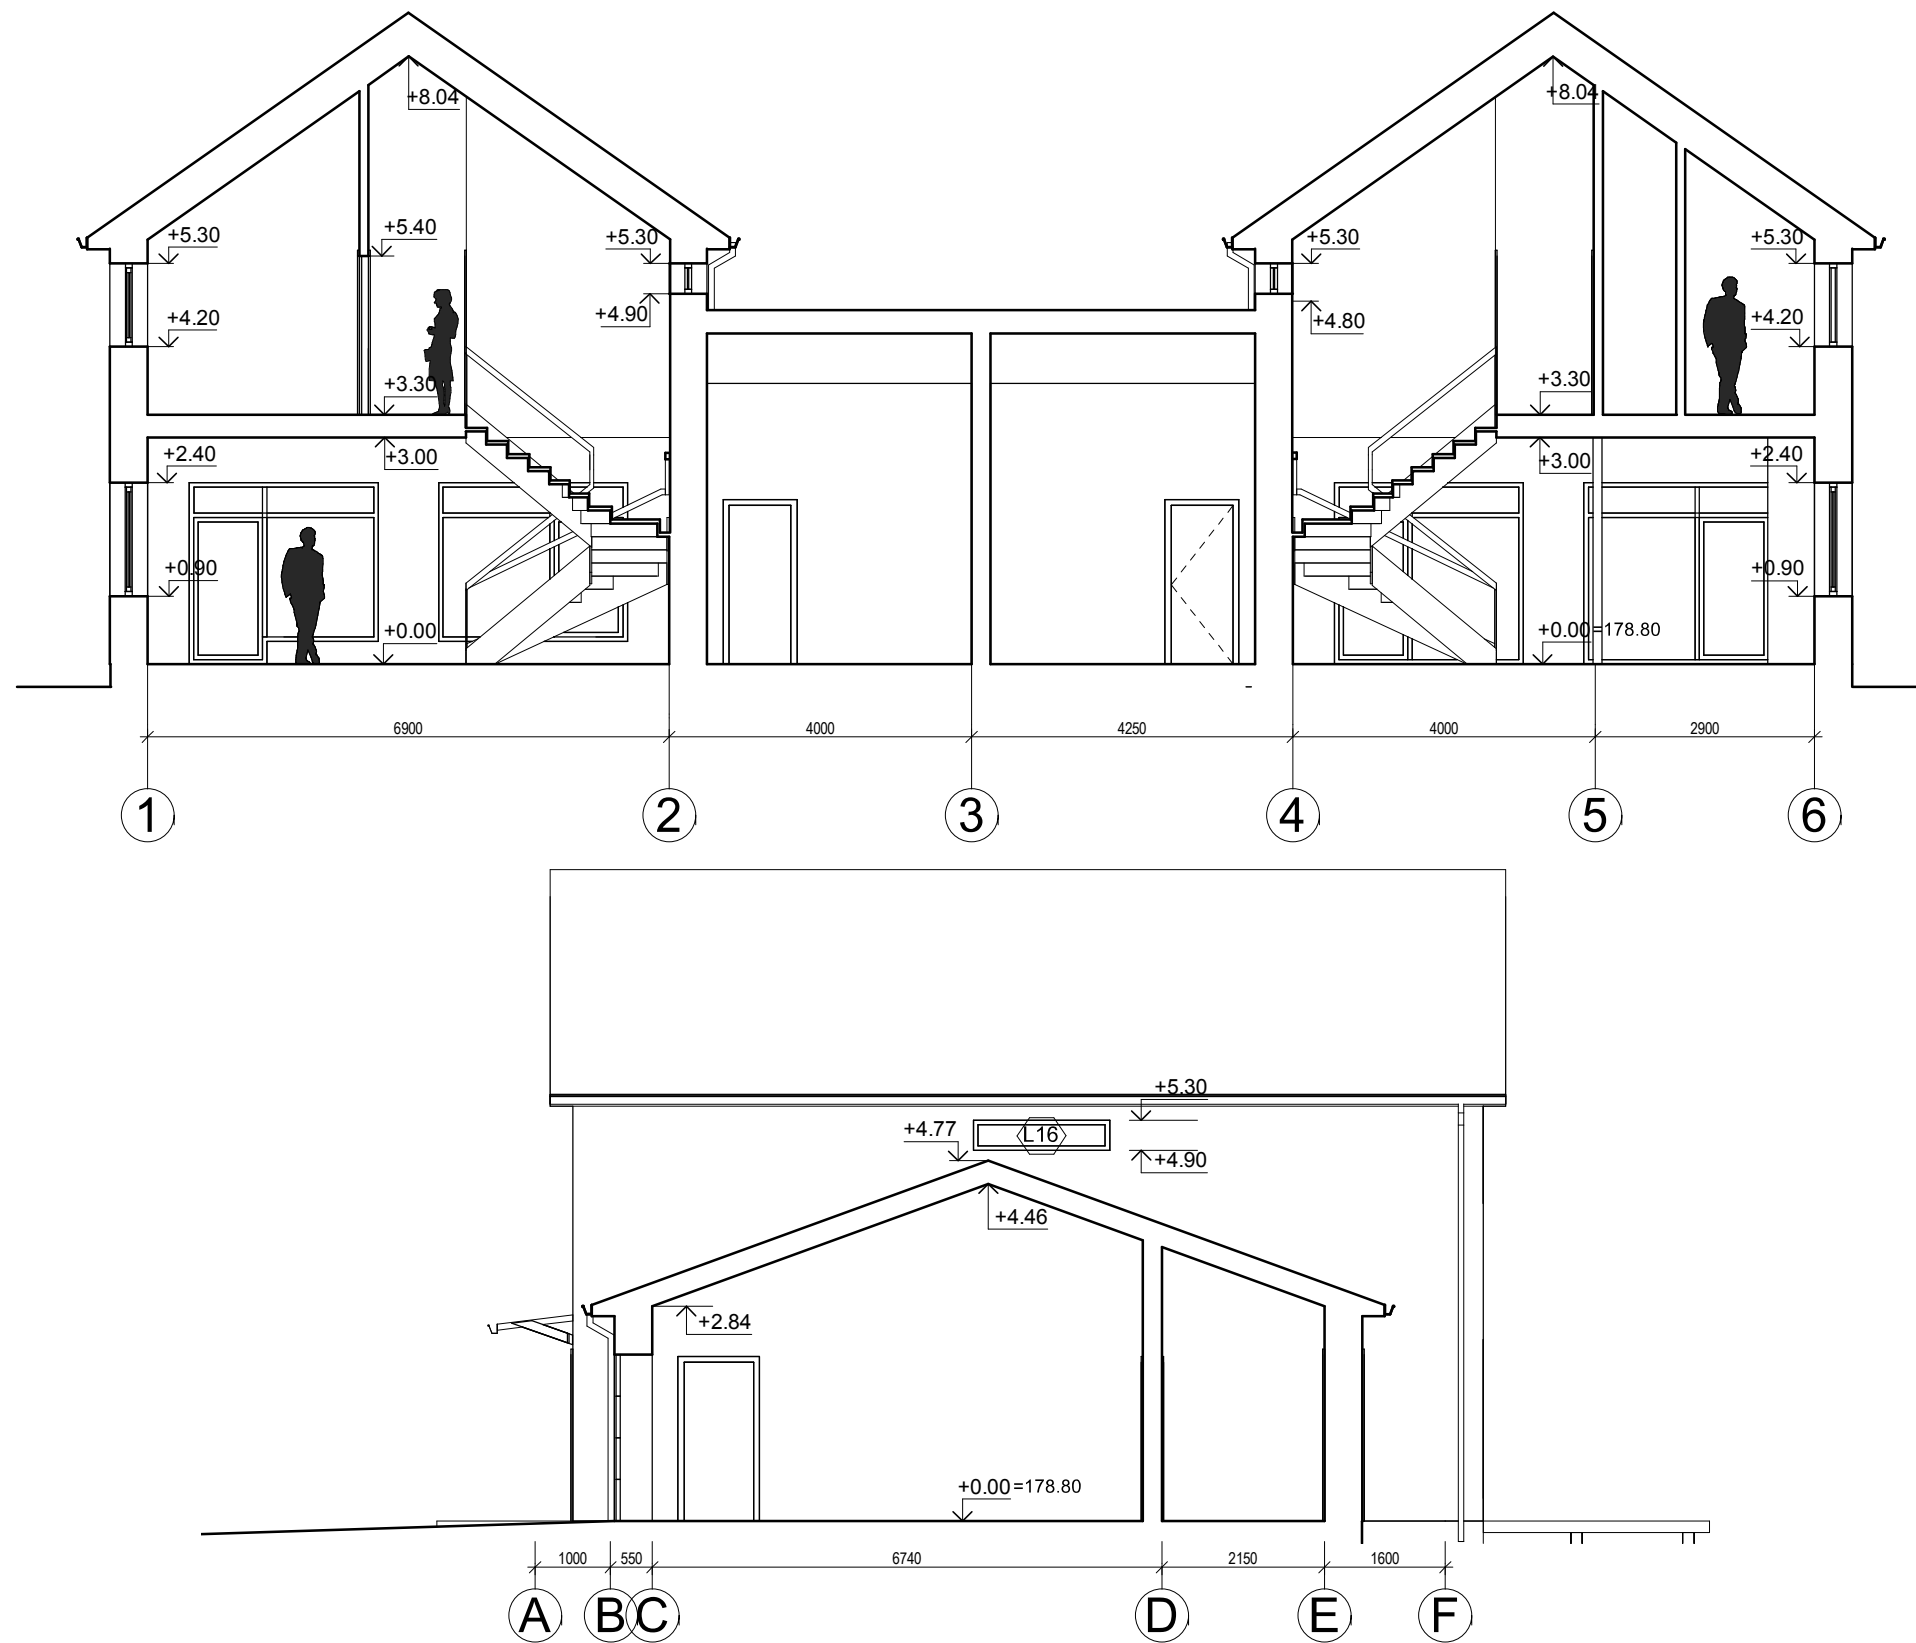 +8.04 +8.04
+5.30 +5.40 +5.30 +5.30 +5.30
+4.20 +4.90 +4.80 +4.20
+3.30 +3.30
+2.40 +3.00 +3.00 +2.40
+0.90 +0.90
+0.00 +0.00=178.80
6900 4000 4250 4000 2900
1 2 3 4 5 6
+5.30
+4.77 L16
+4.90
+4.46
+2.84
+0.00=178.80
1000 550 6740 2150 1600
A B C D E F